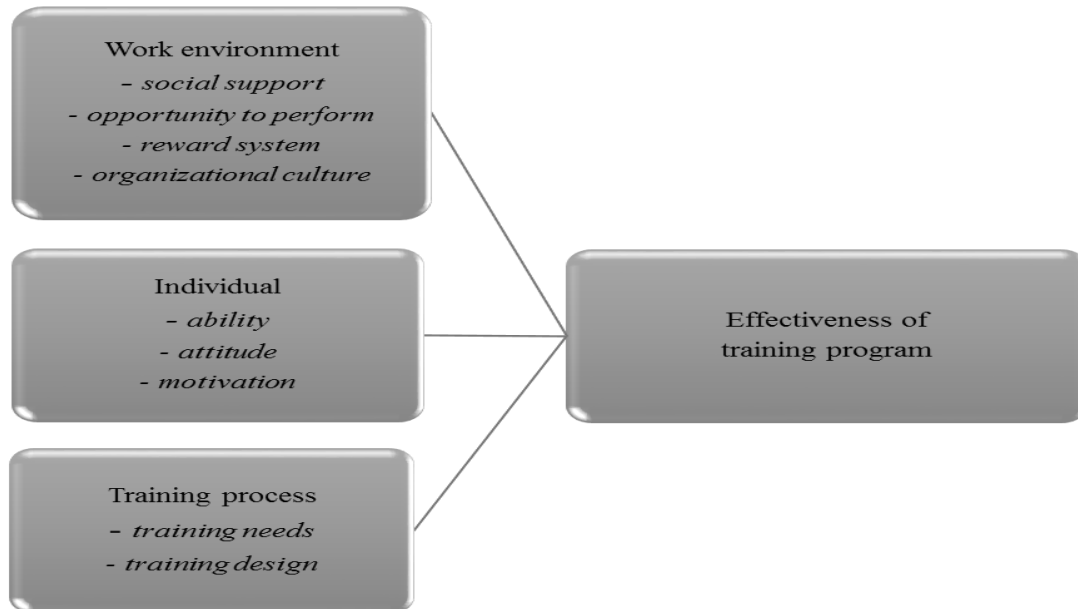 Work environment
- social support
- opportunity to perform
- reward system
- organizational culture
Individual
- ability
- attitude
- motivation
Training process
- training needs
- training design
Effectiveness of
training program